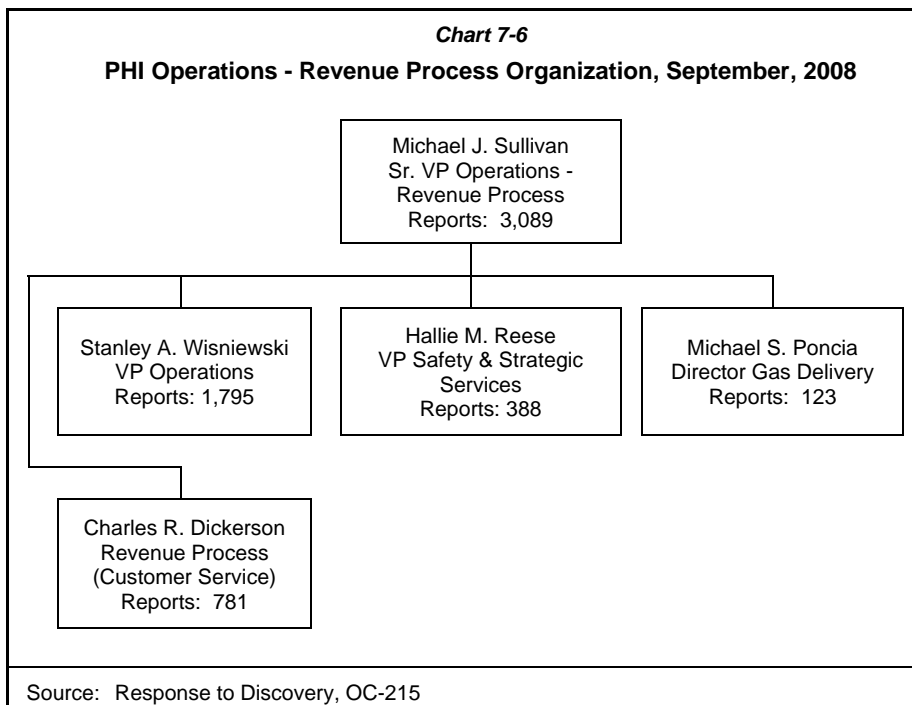 Chart 7-6
PHI Operations - Revenue Process Organization, September, 2008
Michael J. Sullivan
Sr. VP Operations -
Revenue Process
Reports: 3,089
Stanley A. Wisniewski
VP Operations
Reports: 1,795
Hallie M. Reese
VP Safety & Strategic
Services
Reports: 388
Michael S. Poncia
Director Gas Delivery
Reports: 123
Charles R. Dickerson
Revenue Process
(Customer Service)
Reports: 781
Source: Response to Discovery, OC-215